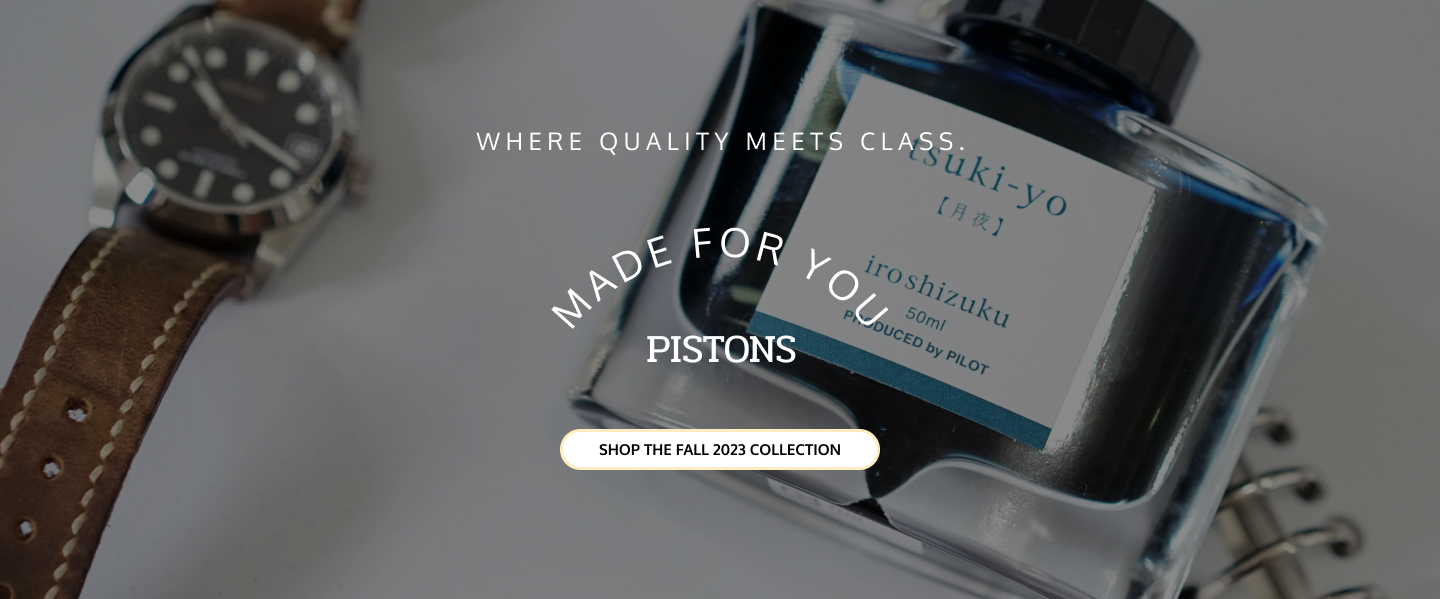 WHERE QUALITY MEETS CLASS.
tsuki-yo
【月夜】
MADE FOR YOU
iroshizuku
50ml
PRODUCED by PILOT
PISTONS
SHOP THE FALL 2023 COLLECTION